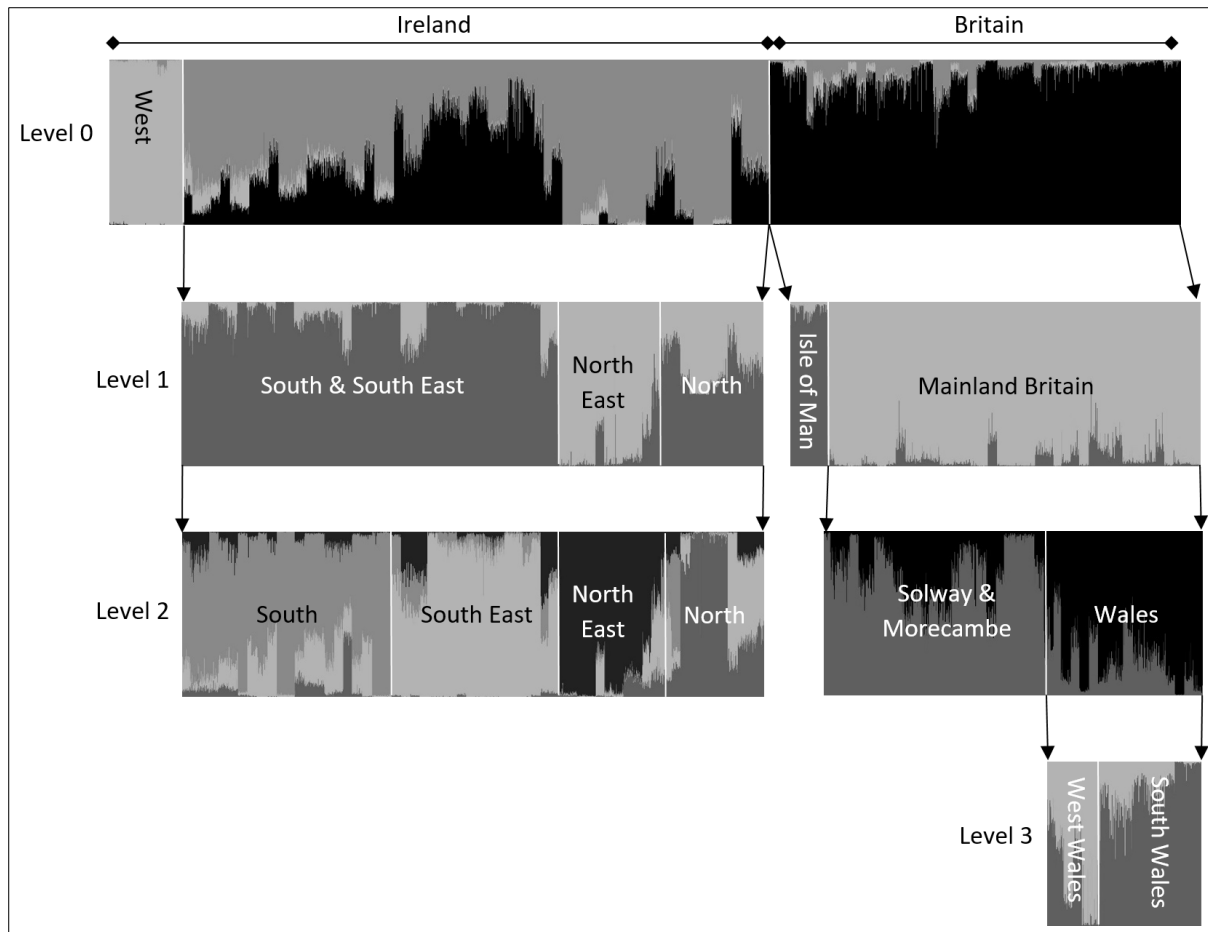 Ireland
Britain
Level 0
West
Level 1
South & South East
North
East
North
Isle of Man
Mainland Britain
Level 2
South
South East
North
East
North
Solway &
Morecambe
Wales
Level 3
West Wales
South Wales